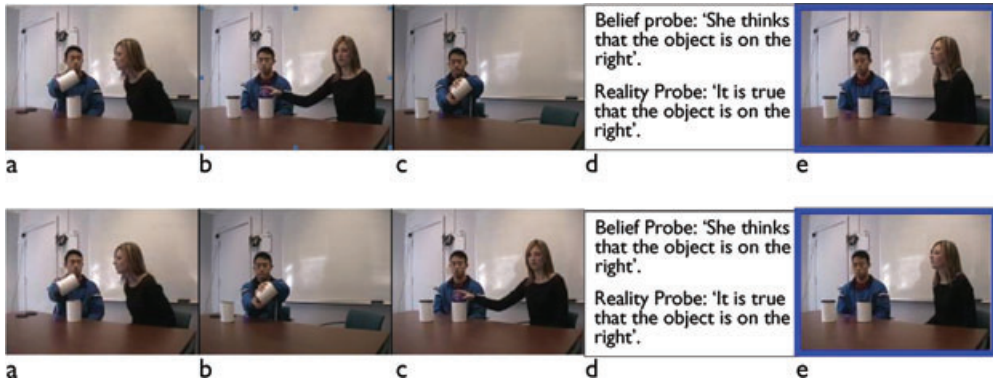 Belief probe: ‘She thinks
that the object is on the
right’.
Reality Probe: ‘It is true
that the object is on the
right’.
a
b
c
d
e
Belief Probe: ‘She thinks
that the object is on the
right’.
Reality Probe: ‘It is true
that the object is on the
right’.
a
b
c
d
e